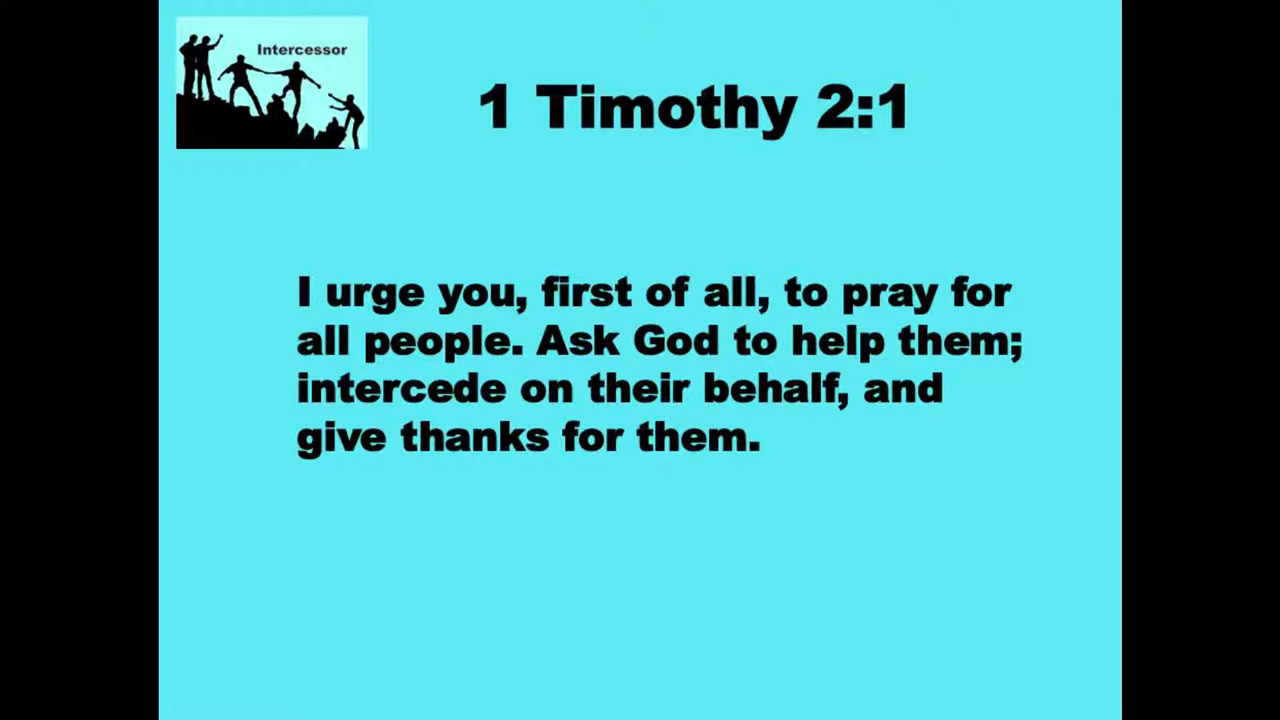 Intercessor
1 Timothy 2:1
I urge you, first of all, to pray for
all people. Ask God to help them;
intercede on their behalf, and
give thanks for them.